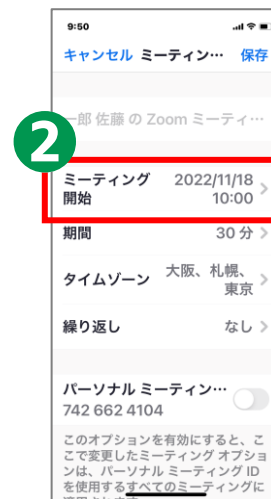 9:50
キャンセル ミーティン… 保存
一郎 佐藤 の Zoom ミーティ…
2
ミーティング 2022/11/18
開始 10:00
期間 30 分
タイムゾーン 大阪、札幌、
東京
繰り返し なし
パーソナル ミーティン…
742 662 4104
このオプションを有効にすると、こ
こで変更したミーティング オプショ
ンは、パーソナル ミーティング ID
を使用するすべてのミーティングに